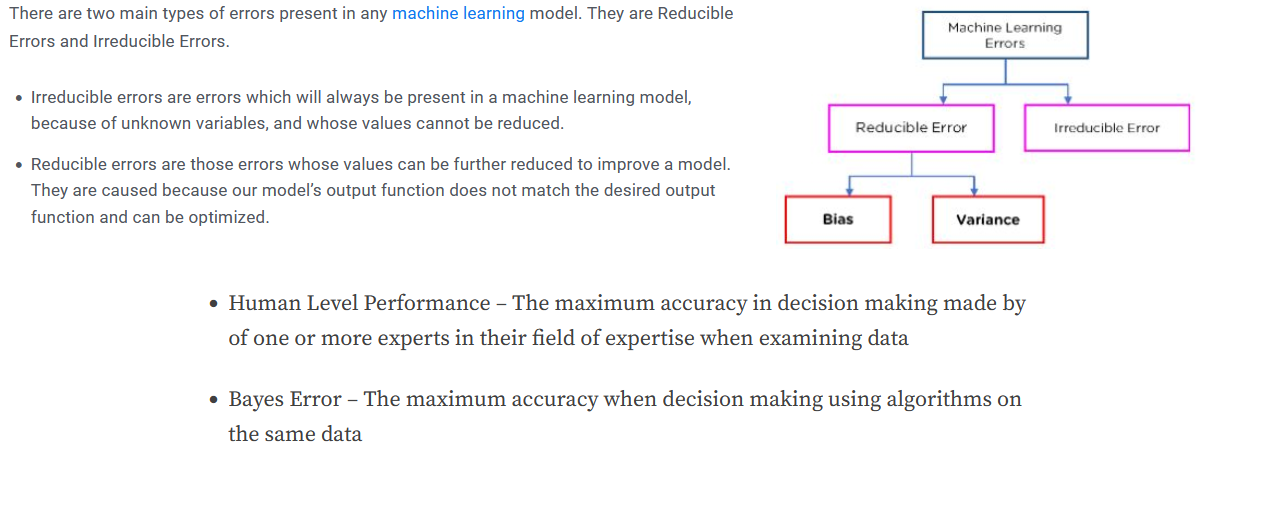 There are two main types of errors present in any machine learning model. They are Reducible
Errors and Irreducible Errors.
• Irreducible errors are errors which will always be present in a machine learning model,
because of unknown variables, and whose values cannot be reduced.
• Reducible errors are those errors whose values can be further reduced to improve a model.
They are caused because our model’s output function does not match the desired output
function and can be optimized.
Machine Learning
Errors
Reducible Error
Irreducible Error
Bias
Variance
• Human Level Performance – The maximum accuracy in decision making made by
of one or more experts in their field of expertise when examining data
• Bayes Error – The maximum accuracy when decision making using algorithms on
the same data